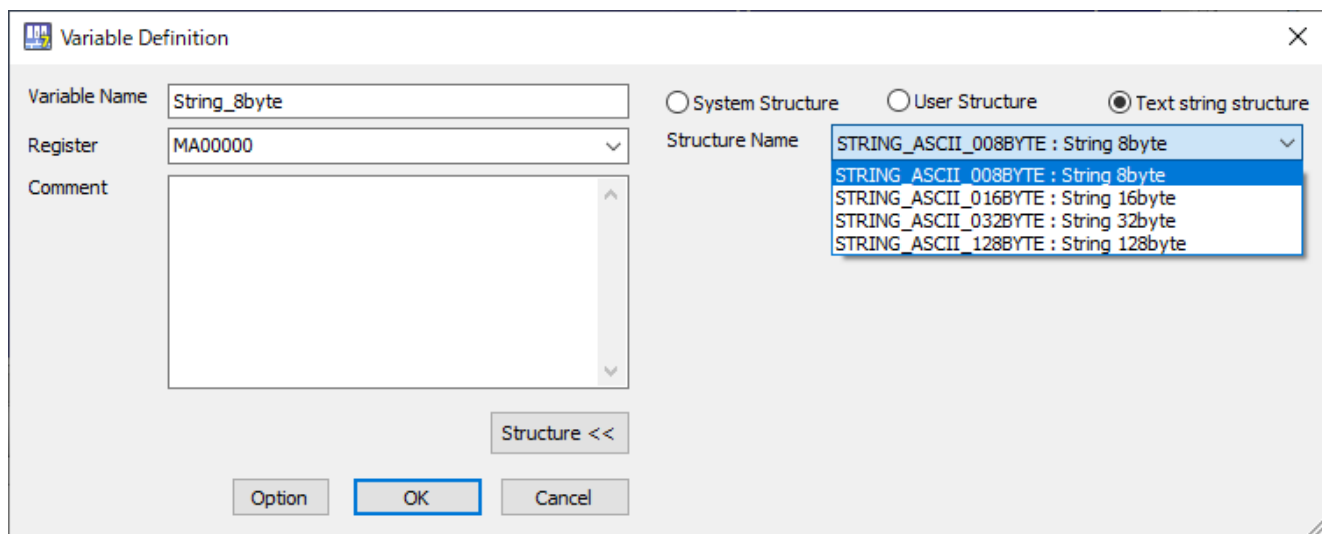 Variable Definition
Variable Name
String_8byte
Register
MA00000
Comment
Structure <<
Option
OK
Cancel
System Structure
User Structure
Text string structure
Structure Name
STRING_ASCII_008BYTE : String 8byte
STRING_ASCII_008BYTE : String 8byte
STRING_ASCII_016BYTE : String 16byte
STRING_ASCII_032BYTE : String 32byte
STRING_ASCII_128BYTE : String 128byte